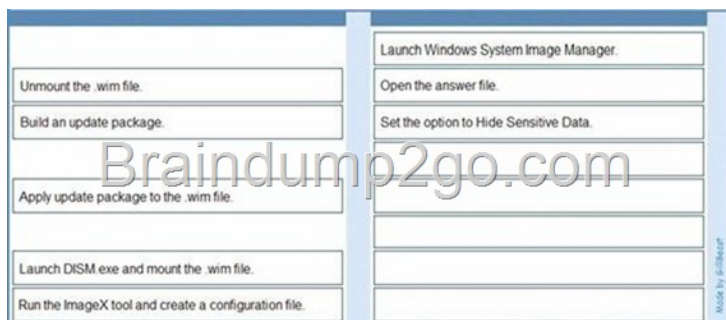 Launch Windows System Image Manager.
Unmount the .wim file.
Open the answer file.
Build an update package.
Set the option to Hide Sensitive Data.
Braindump2go.com
Apply update package to the .wim file.
Launch DISM.exe and mount the .wim file.
Run the ImageX tool and create a configuration file.